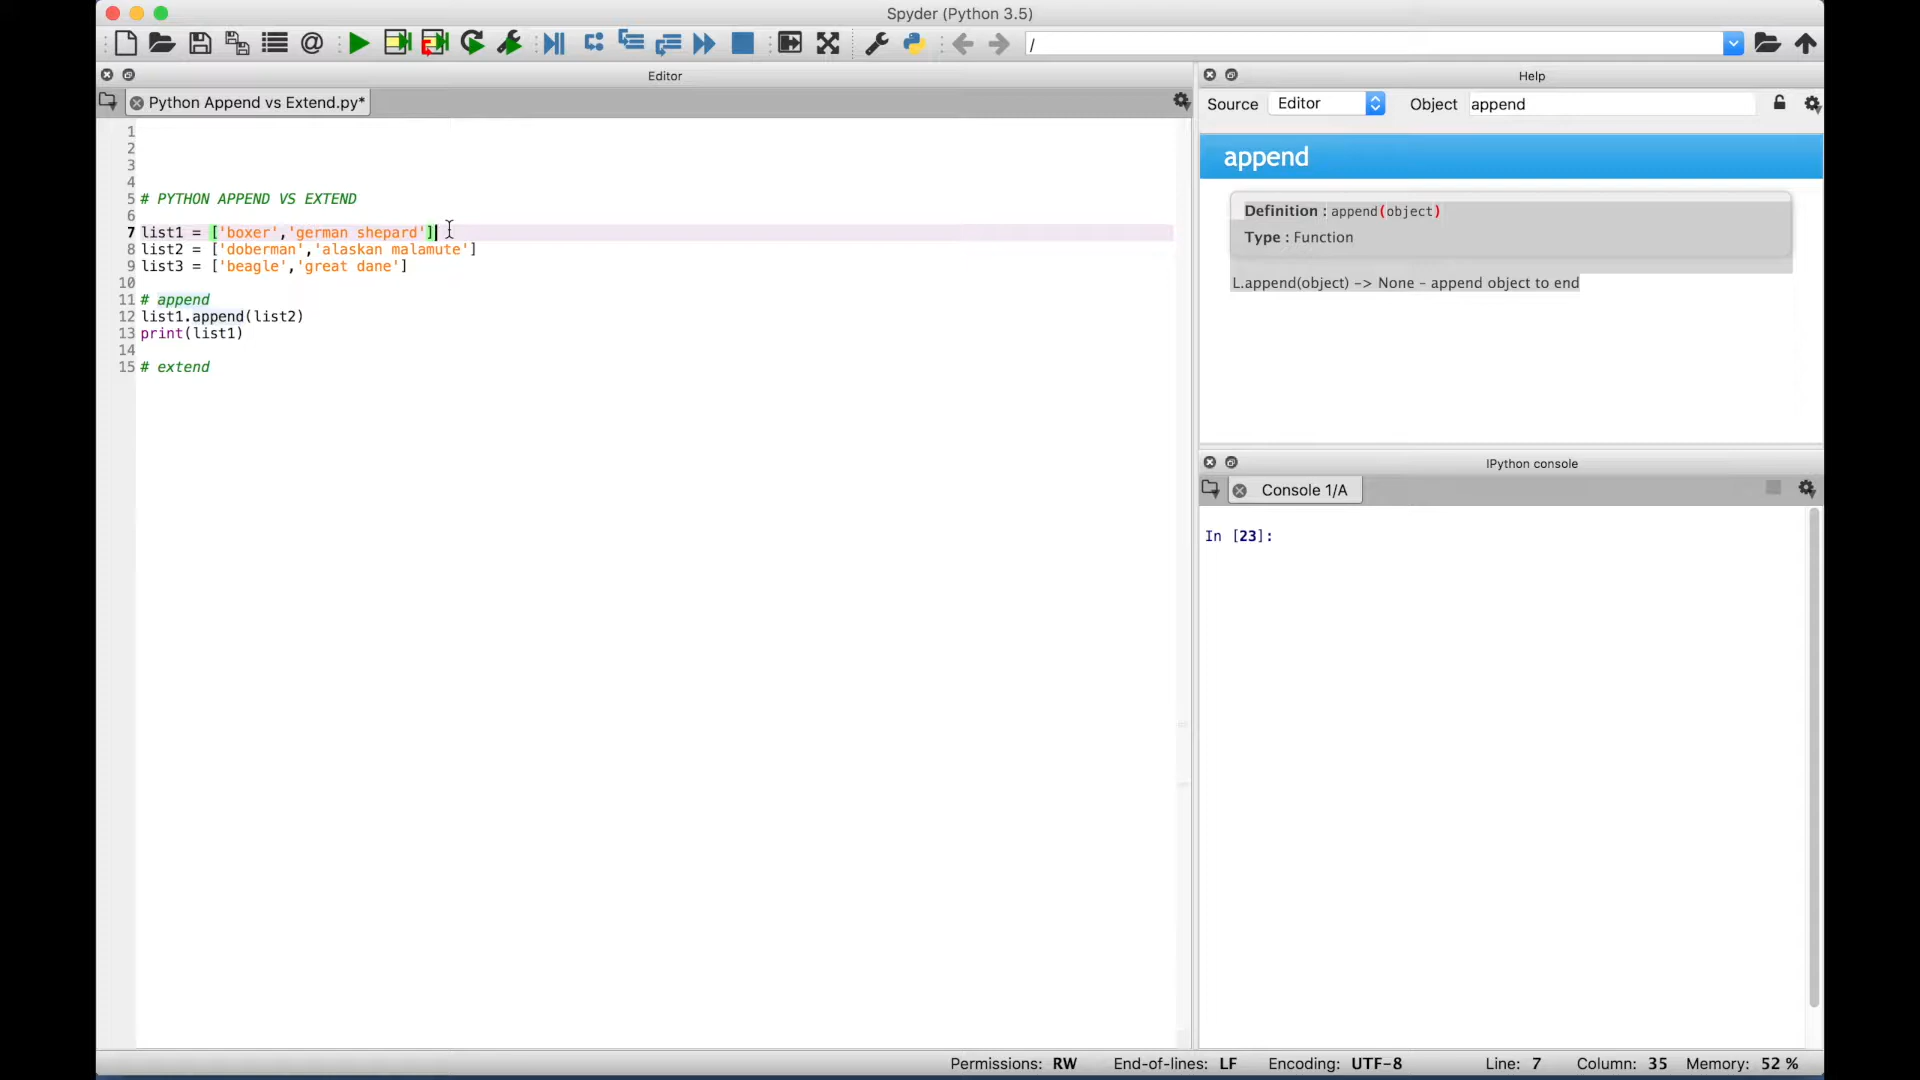 Spyder (Python 3.5)
/
Editor
Python Append vs Extend.py*
1
2
3
4
5 # PYTHON APPEND VS EXTEND
6
7 list1 = ['boxer','german shepard']
8 list2 = ['doberman','alaskan malamute']
9 list3 = ['beagle','great dane']
10
11 # append
12 list1.append(list2)
13 print(list1)
14
15 # extend
Help
Source Editor Object append
append
Definition : append(object)
Type : Function
L.append(object) -> None - append object to end
IPython console
Console 1/A
In [23]:
Permissions: RW End-of-lines: LF Encoding: UTF-8 Line: 7 Column: 35 Memory: 52 %